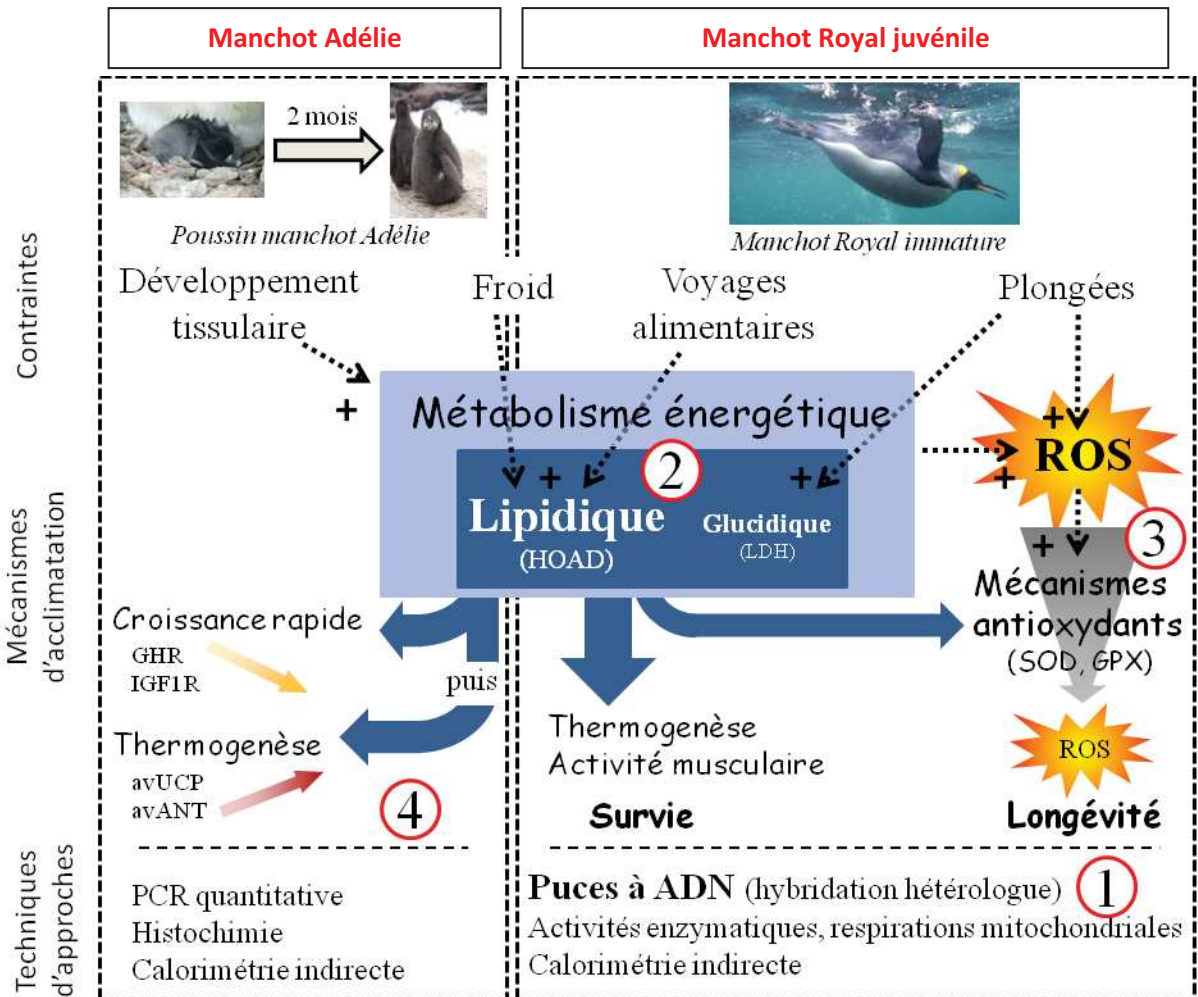 Manchot Adélie
Manchot Royal juvénile
2 mois
Poussin manchot Adélie
Manchot Royal immature
Contraintes
Développement
tissulaire
Froid
Voyages
alimentaires
Plongées
+
Métabolisme énergétique
+
ROS
+
2
+
+
Lipidique
(HOAD)
Glucidique
(LDH)
+
3
Mécanismes
d'acclimatation
Mécanismes
antioxydants
(SOD, GPX)
Croissance rapide
GHR
IGF1R
puis
Thermogenèse
avUCP
avANT
4
Thermogenèse
Activité musculaire
Survie
ROS
Longévité
Techniques
d'approches
PCR quantitative
Histochimie
Calorimétrie indirecte
Puces à ADN (hybridation hétérologue) 1
Activités enzymatiques, respirations mitochondriales
Calorimétrie indirecte